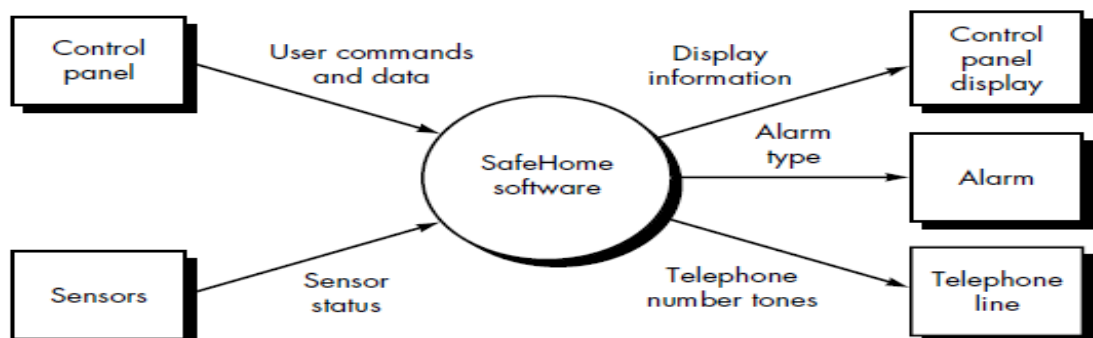 Control
panel
User commands
and data
Display
information
Control
panel
display
SafeHome
software
Alarm
type
Alarm
Sensors
Sensor
status
Telephone
number tones
Telephone
line